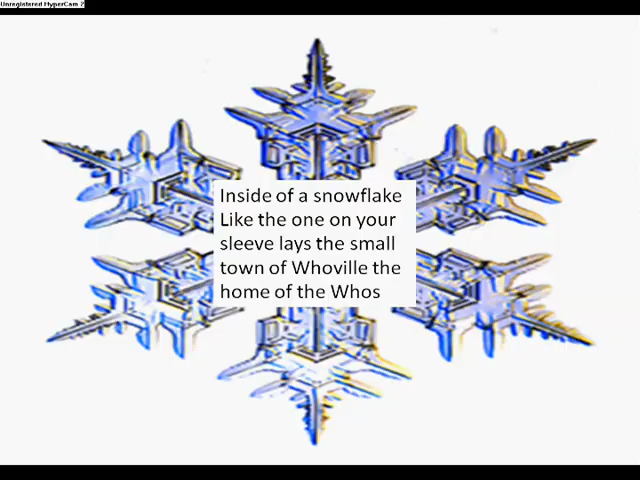 Unregistered HyperCam 2
Inside of a snowflake
Like the one on your
sleeve lays the small
town of Whoville the
home of the Whos